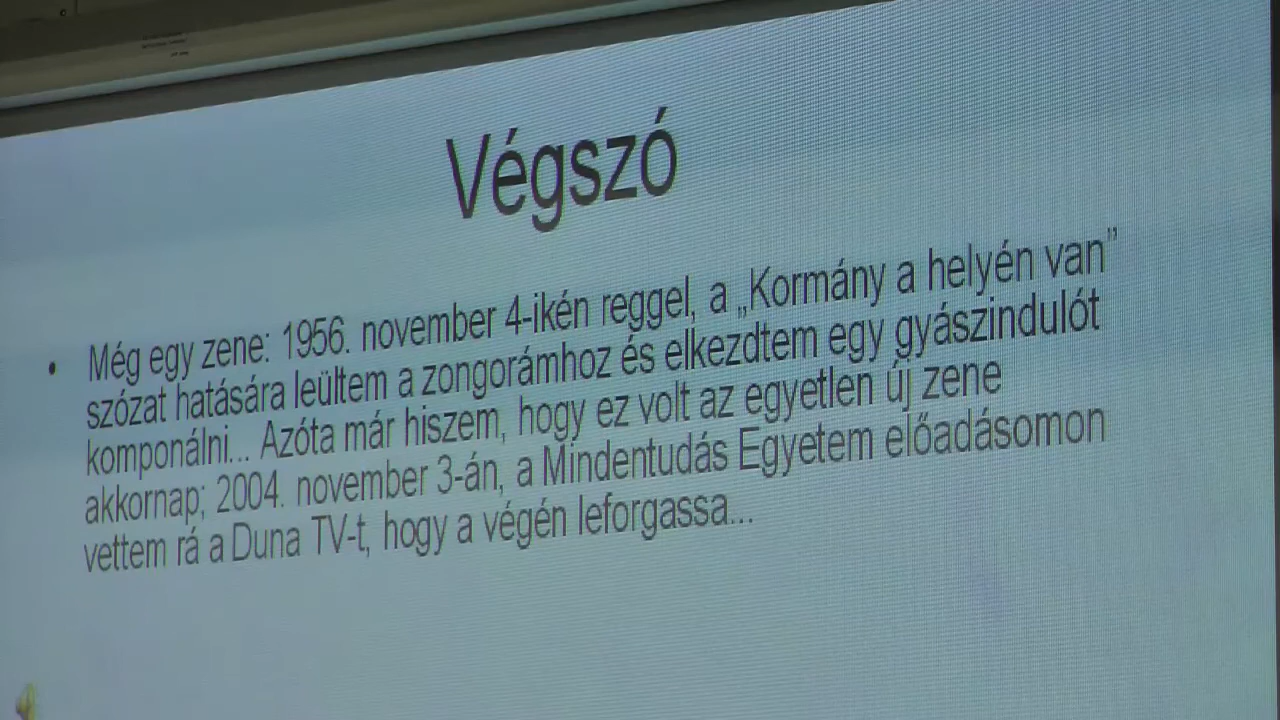 Végszó
• Még egy zene: 1956. november 4-ikén reggel, a „Kormány a helyén van”
szózat hatására leültem a zongorámhoz és elkezdtem egy gyászindulót
komponálni... Azóta már hiszem, hogy ez volt az egyetlen új zene
akkornap; 2004. november 3-án, a Mindentudás Egyetem előadásomon
vettem rá a Duna TV-t, hogy a végén leforgassa...